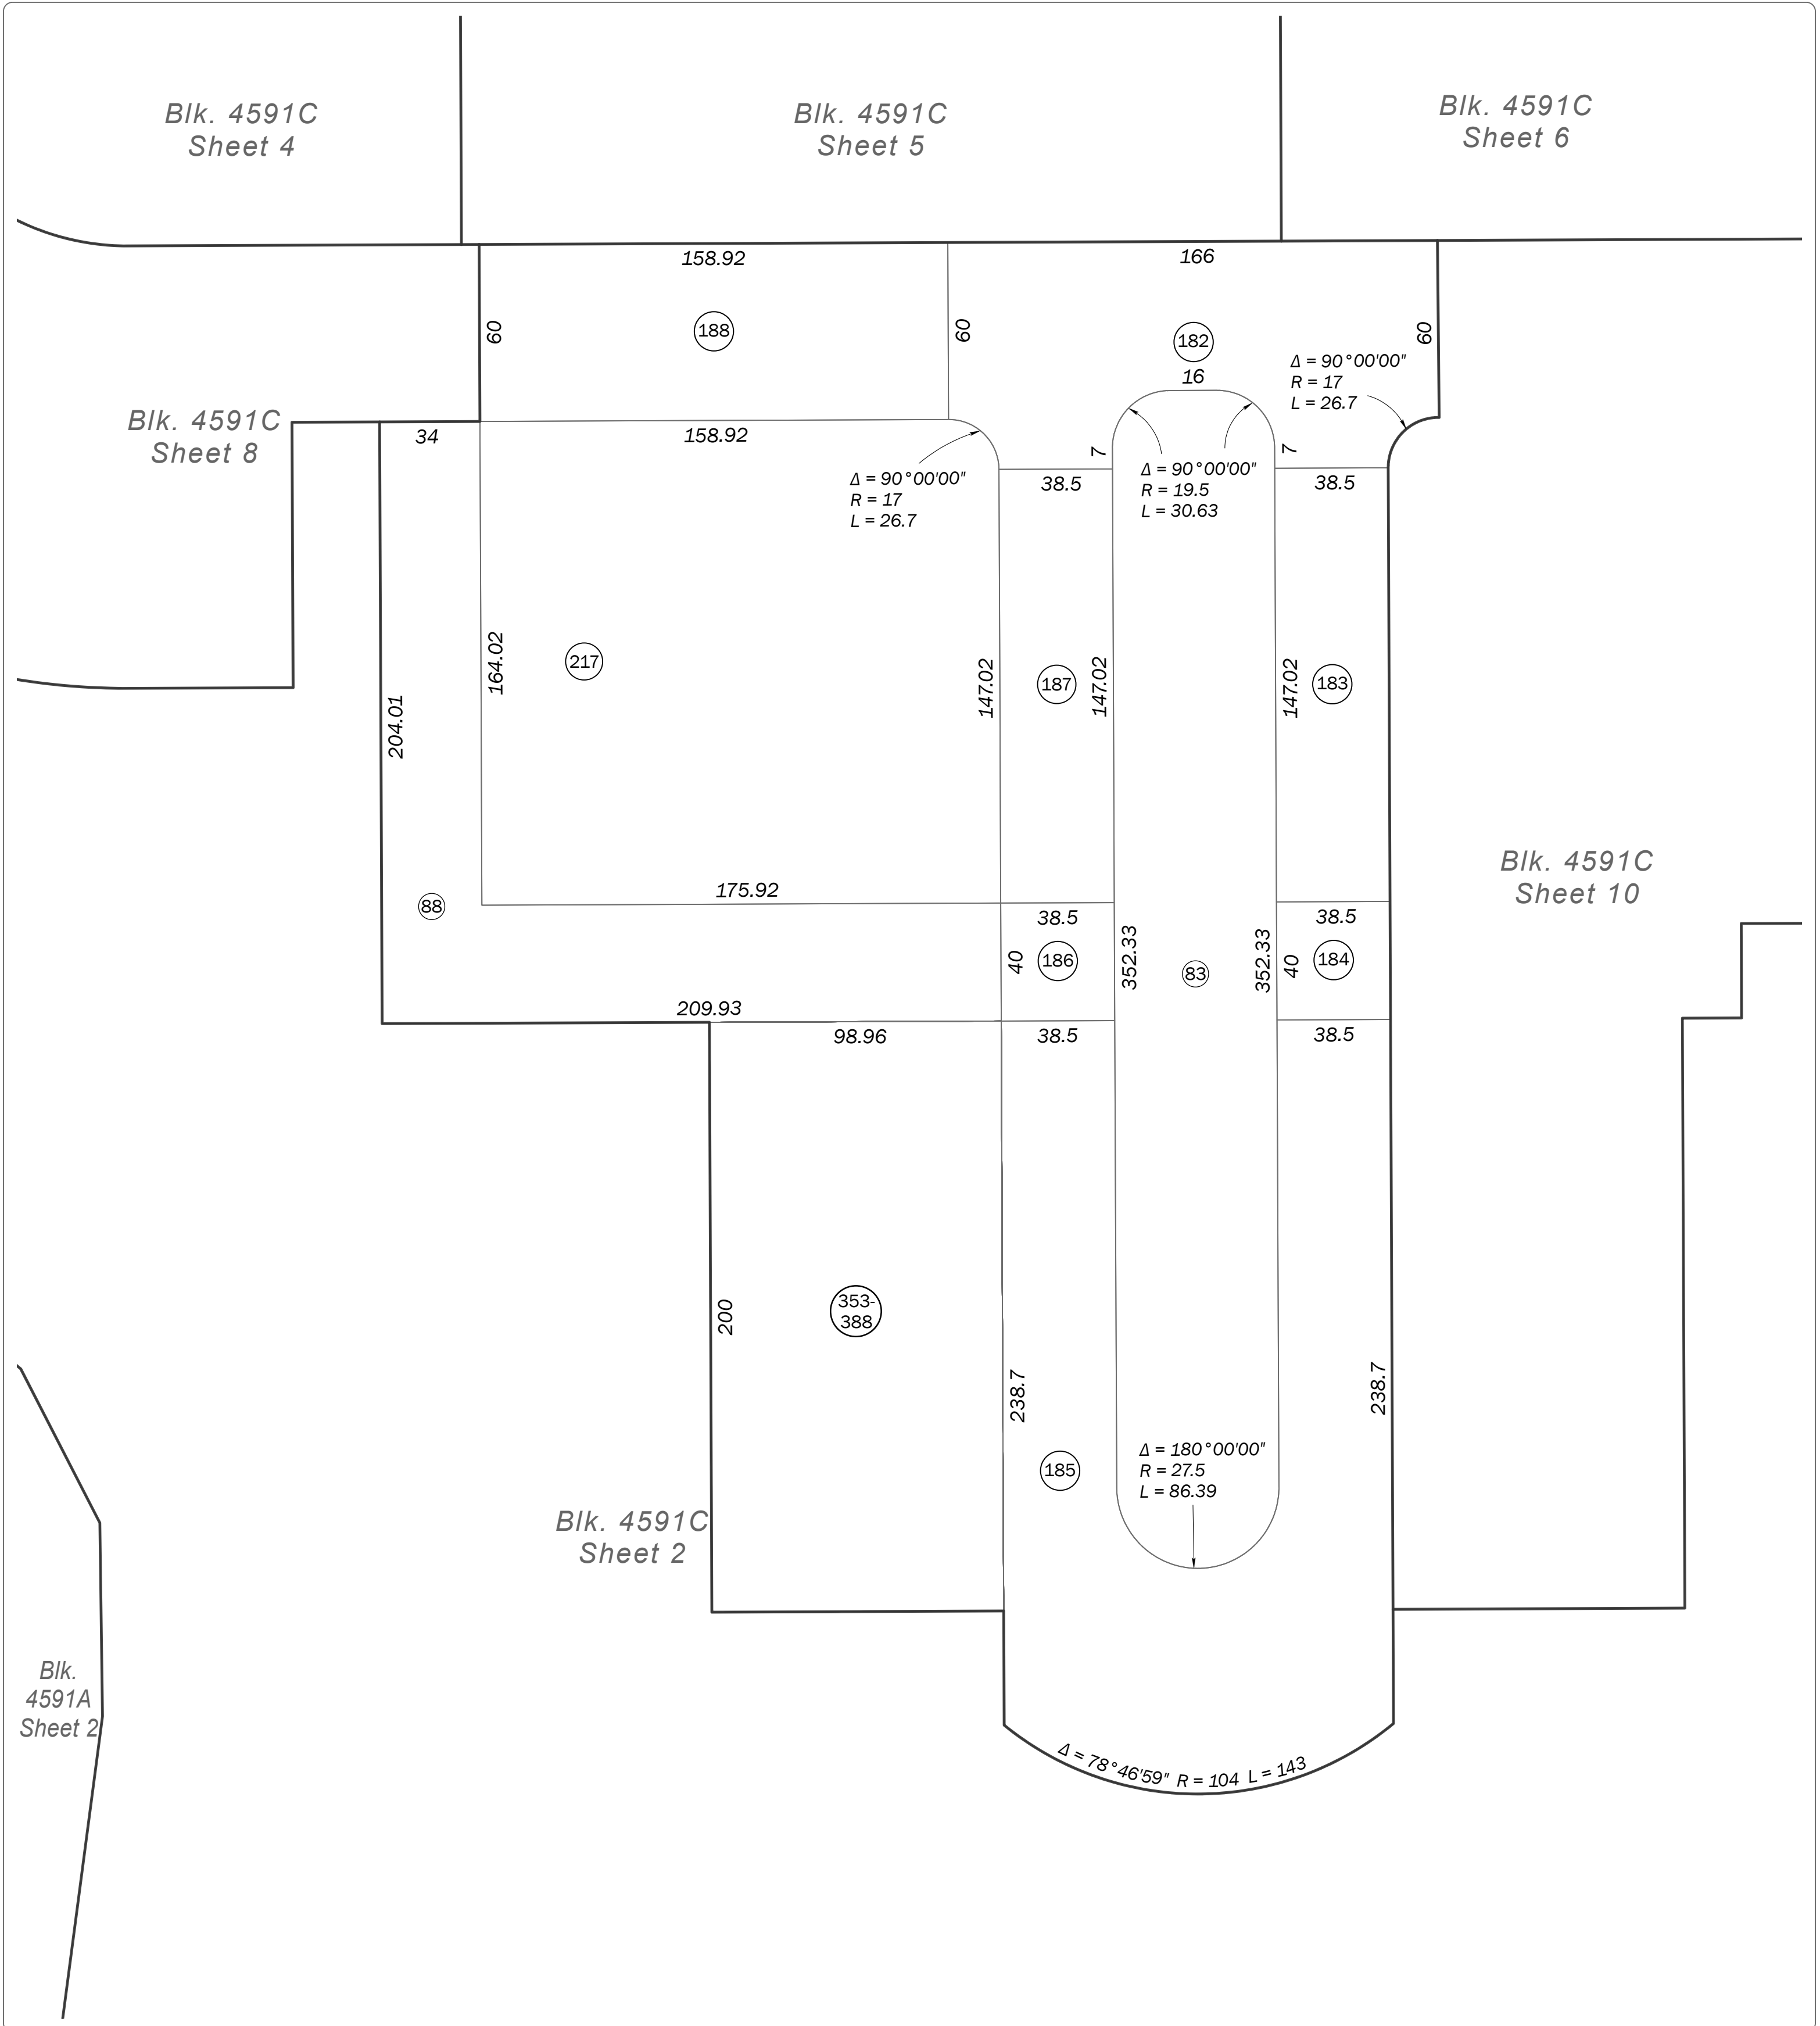 Blk. 4591C
Sheet 4
Blk. 4591C
Sheet 5
Blk. 4591C
Sheet 6
158.92
166
60
188
60
182
60
16
Δ = 90°00'00"
R = 17
L = 26.7
Blk. 4591C
Sheet 8
34
158.92
7
7
Δ = 90°00'00"
R = 17
L = 26.7
38.5
Δ = 90°00'00"
R = 19.5
L = 30.63
38.5
204.01
164.02
217
147.02
187
147.02
147.02
183
Blk. 4591C
Sheet 10
88
175.92
38.5
38.5
40
186
352.33
83
352.33
40
184
209.93
98.96
38.5
38.5
200
353-
388
238.7
238.7
185
Δ = 180°00'00"
R = 27.5
L = 86.39
Blk. 4591C
Sheet 2
Blk.
4591A
Sheet 2
Δ = 78°46'59" R = 104 L = 143